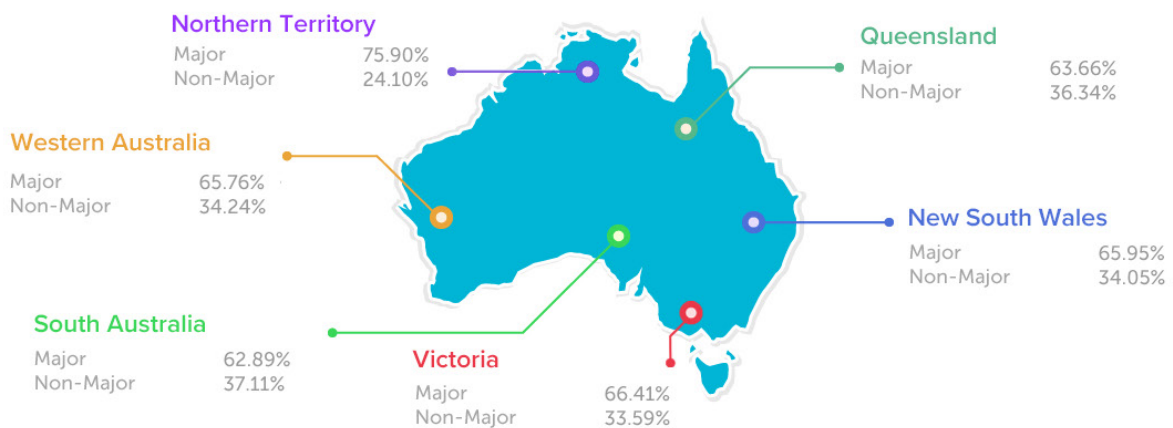 Northern Territory
Major 75.90%
Non-Major 24.10%
Queensland
Major 63.66%
Non-Major 36.34%
Western Australia
Major 65.76%
Non-Major 34.24%
New South Wales
Major 65.95%
Non-Major 34.05%
South Australia
Major 62.89%
Non-Major 37.11%
Victoria
Major 66.41%
Non-Major 33.59%